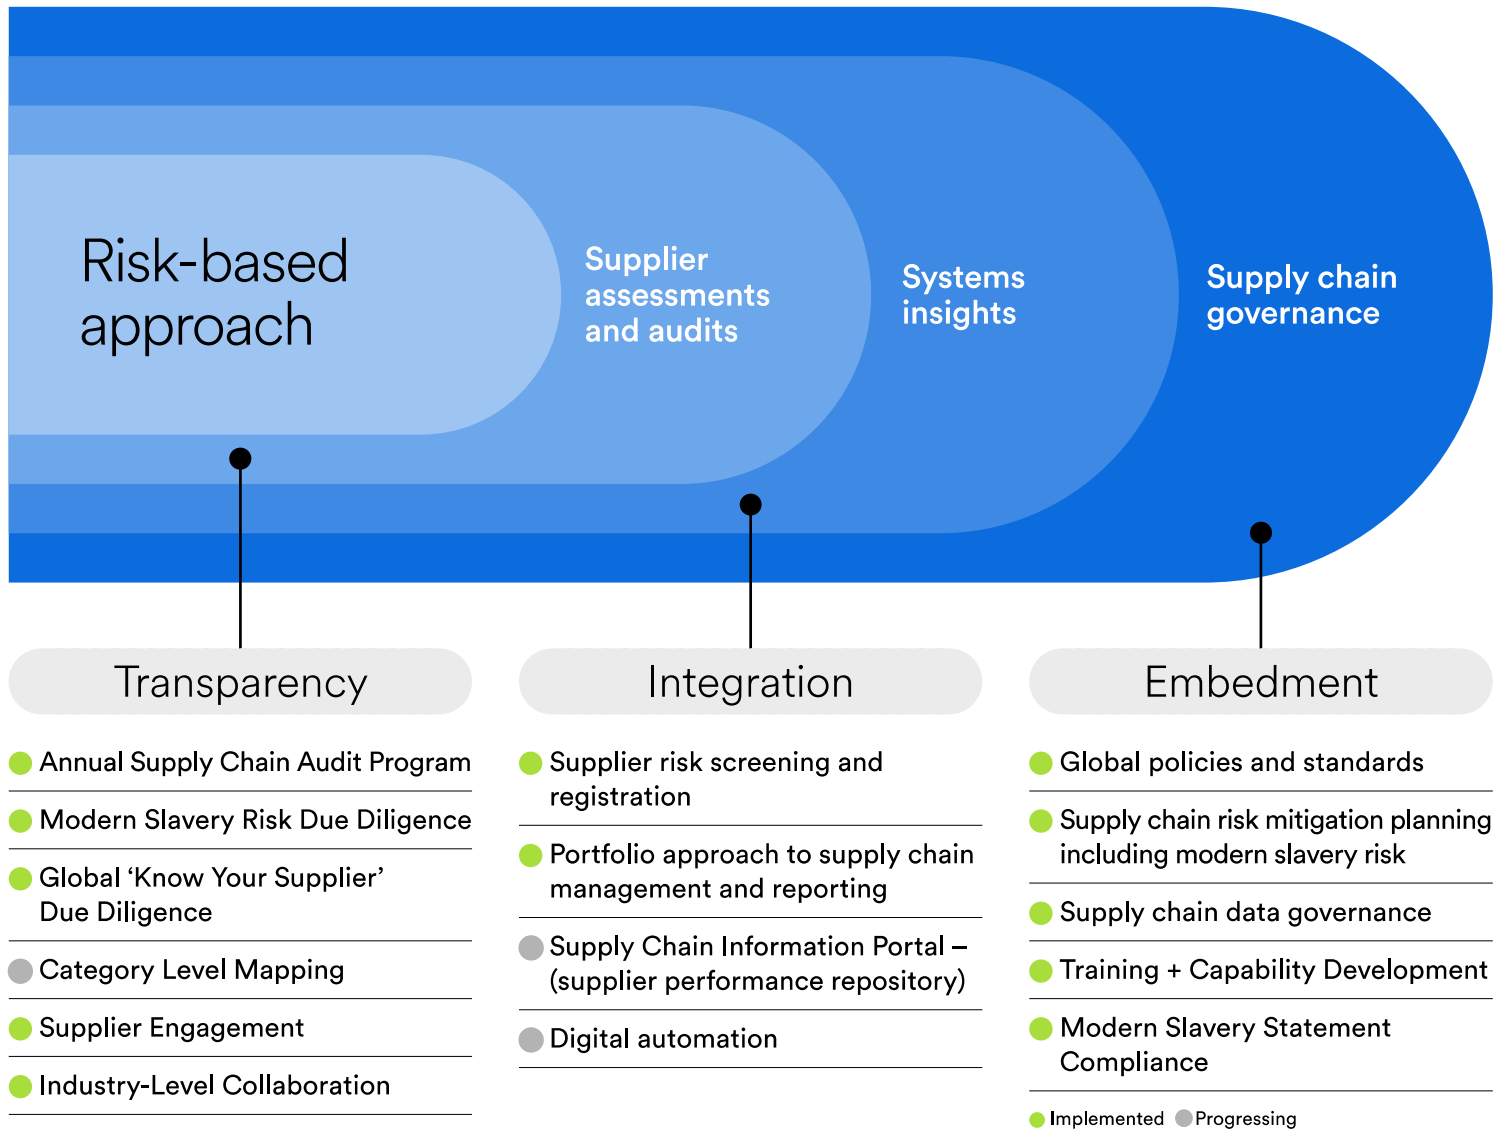 Risk-based
approach
Supplier
assessments
and audits
Systems
insights
Supply chain
governance
Transparency
Annual Supply Chain Audit Program
Modern Slavery Risk Due Diligence
Global ‘Know Your Supplier’
Due Diligence
Category Level Mapping
Supplier Engagement
Industry-Level Collaboration
Integration
Supplier risk screening and
registration
Portfolio approach to supply chain
management and reporting
Supply Chain Information Portal –
(supplier performance repository)
Digital automation
Embedment
Global policies and standards
Supply chain risk mitigation planning
including modern slavery risk
Supply chain data governance
Training + Capability Development
Modern Slavery Statement
Compliance
Implemented Progressing